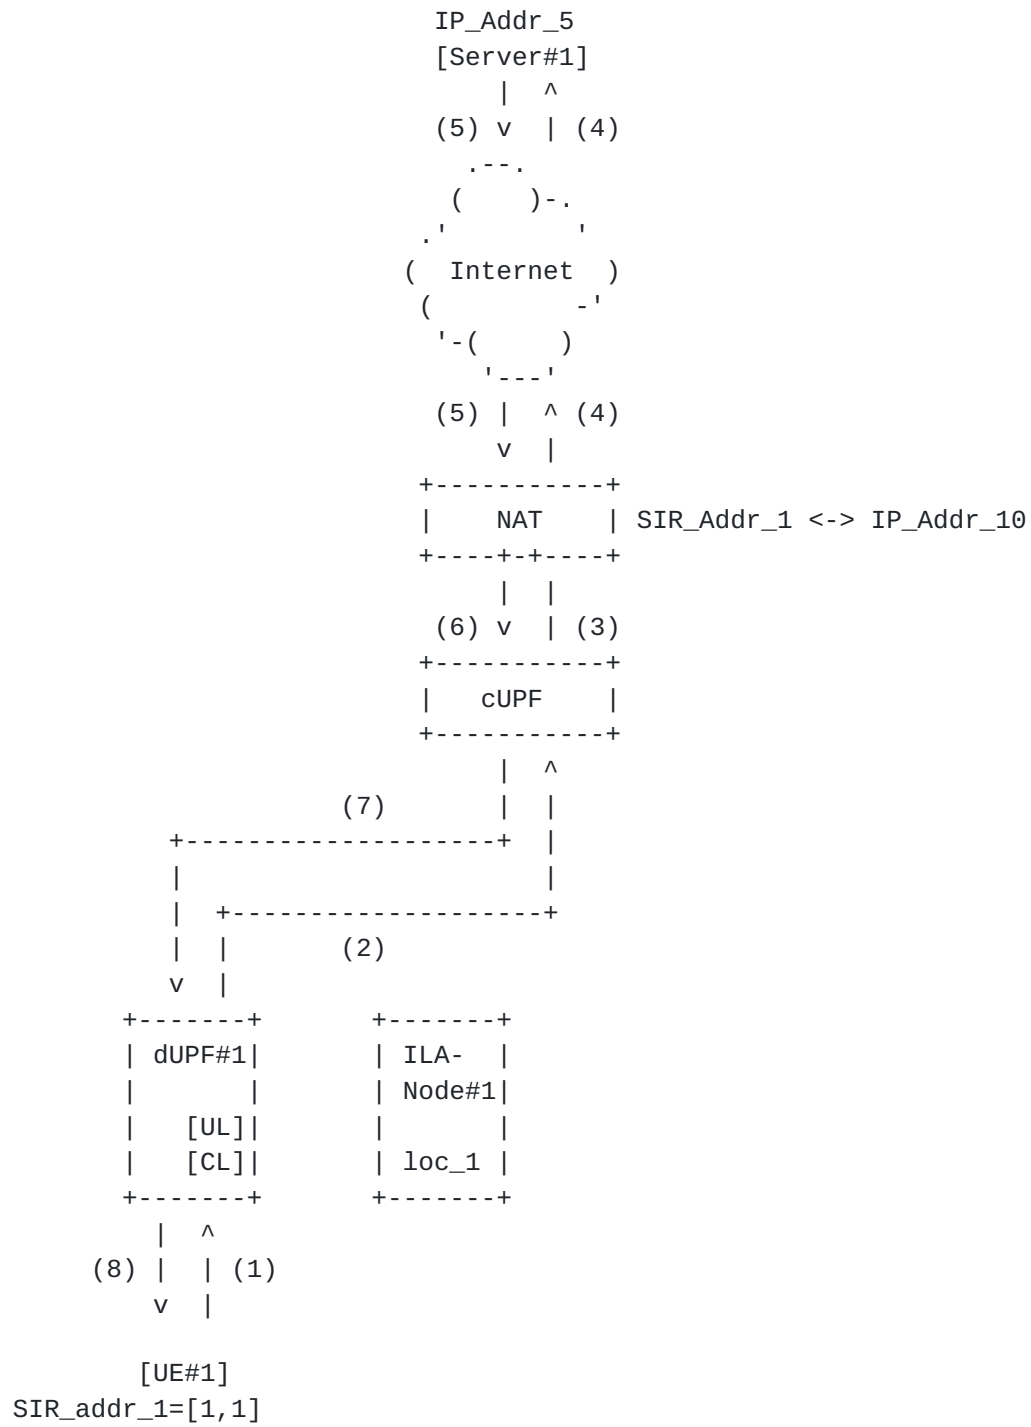 IP_Addr_5
[Server#1]
| ^
(5) v | (4)
.--.
( )-.
.' '
( Internet )
( -'
'-( )
'---'
(5) | ^ (4)
v |
+-----------+
| NAT | SIR_Addr_1 <-> IP_Addr_10
+----+-+----+
| |
(6) v | (3)
+-----------+
| cUPF |
+-----------+
| ^
(7) | |
+--------------------+ |
| |
| +--------------------+
| | (2)
v |
+-------+ +-------+
| dUPF#1| | ILA- |
| | | Node#1|
| [UL]| | |
| [CL]| | loc_1 |
+-------+ +-------+
| ^
(8) | | (1)
v |
[UE#1]
SIR_addr_1=[1,1]